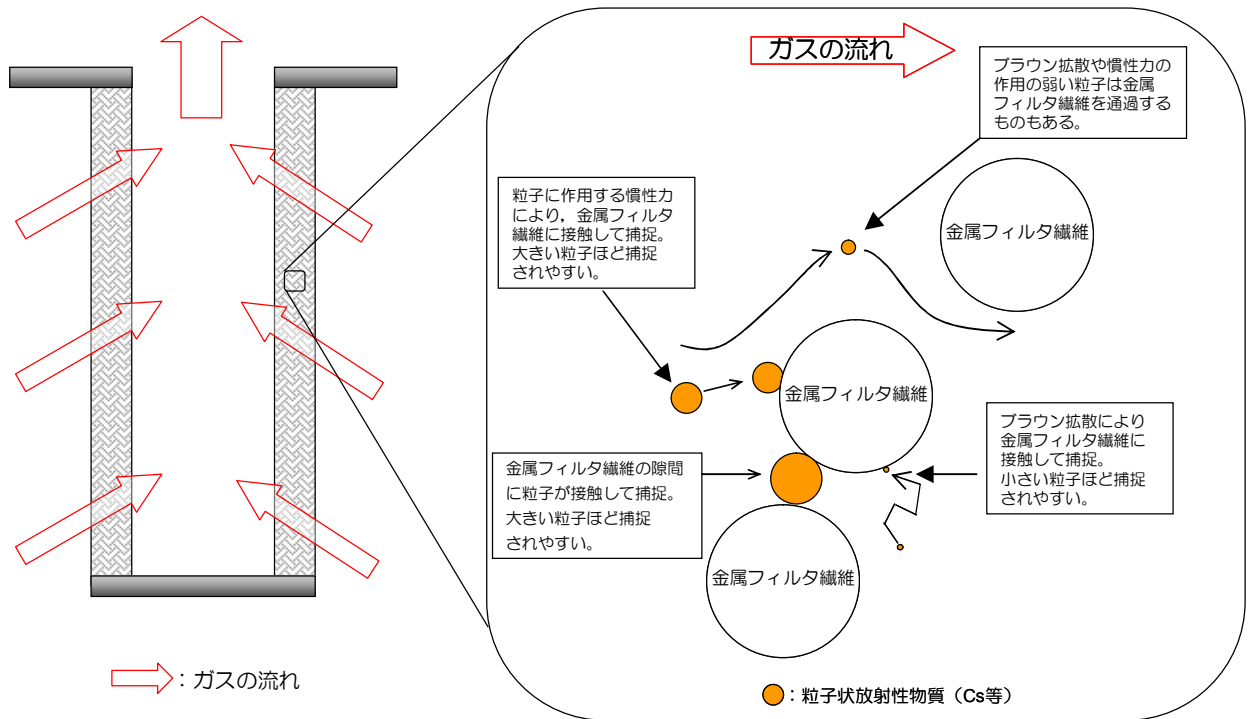 ガスの流れ
ブラウン拡散や慣性力の
作用の弱い粒子は金属
フィルタ繊維を通過する
ものもある。
粒子に作用する慣性力
により，金属フィルタ
繊維に接触して捕捉。
大きい粒子ほど捕捉
されやすい。
金属フィルタ繊維
金属フィルタ繊維
ブラウン拡散により
金属フィルタ繊維に
接触して捕捉。
小さい粒子ほど捕捉
されやすい。
金属フィルタ繊維の隙間
に粒子が接触して捕捉。
大きい粒子ほど捕捉
されやすい。
金属フィルタ繊維
：ガスの流れ
：粒子状放射性物質（Cs等）